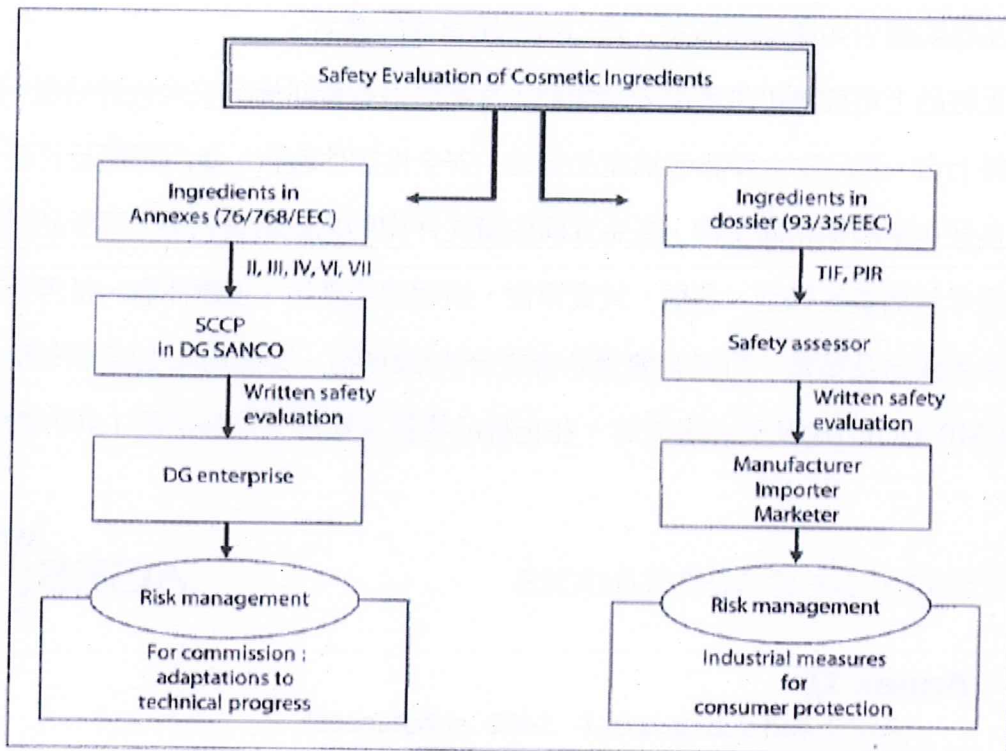 Safety Evaluation of Cosmetic Ingredients
Ingredients in
Annexes (76/768/EEC)
II, III, IV, VI, VII
SCCP
in DG SANCO
Written safety
evaluation
DG enterprise
Risk management
For commission :
adaptations to
technical progress
Ingredients in
dossier (93/35/EEC)
TIF, PIR
Safety assessor
Written safety
evaluation
Manufacturer
Importer
Marketer
Risk management
Industrial measures
for
consumer protection